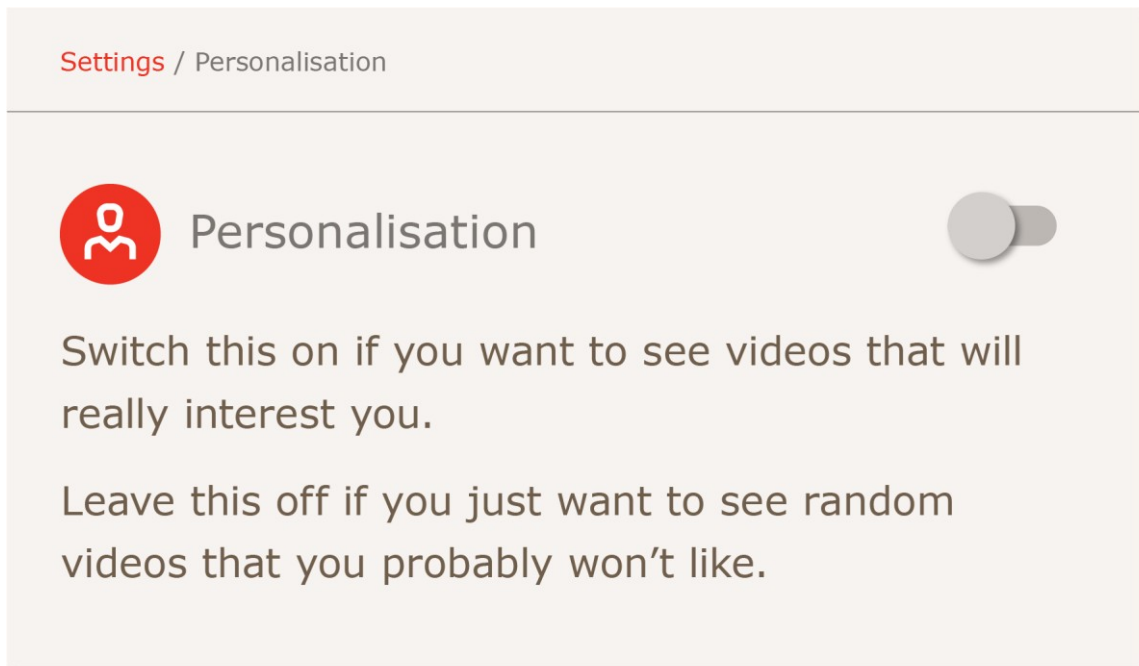 Settings / Personalisation
Personalisation
Switch this on if you want to see videos that will
really interest you.
Leave this off if you just want to see random
videos that you probably won’t like.